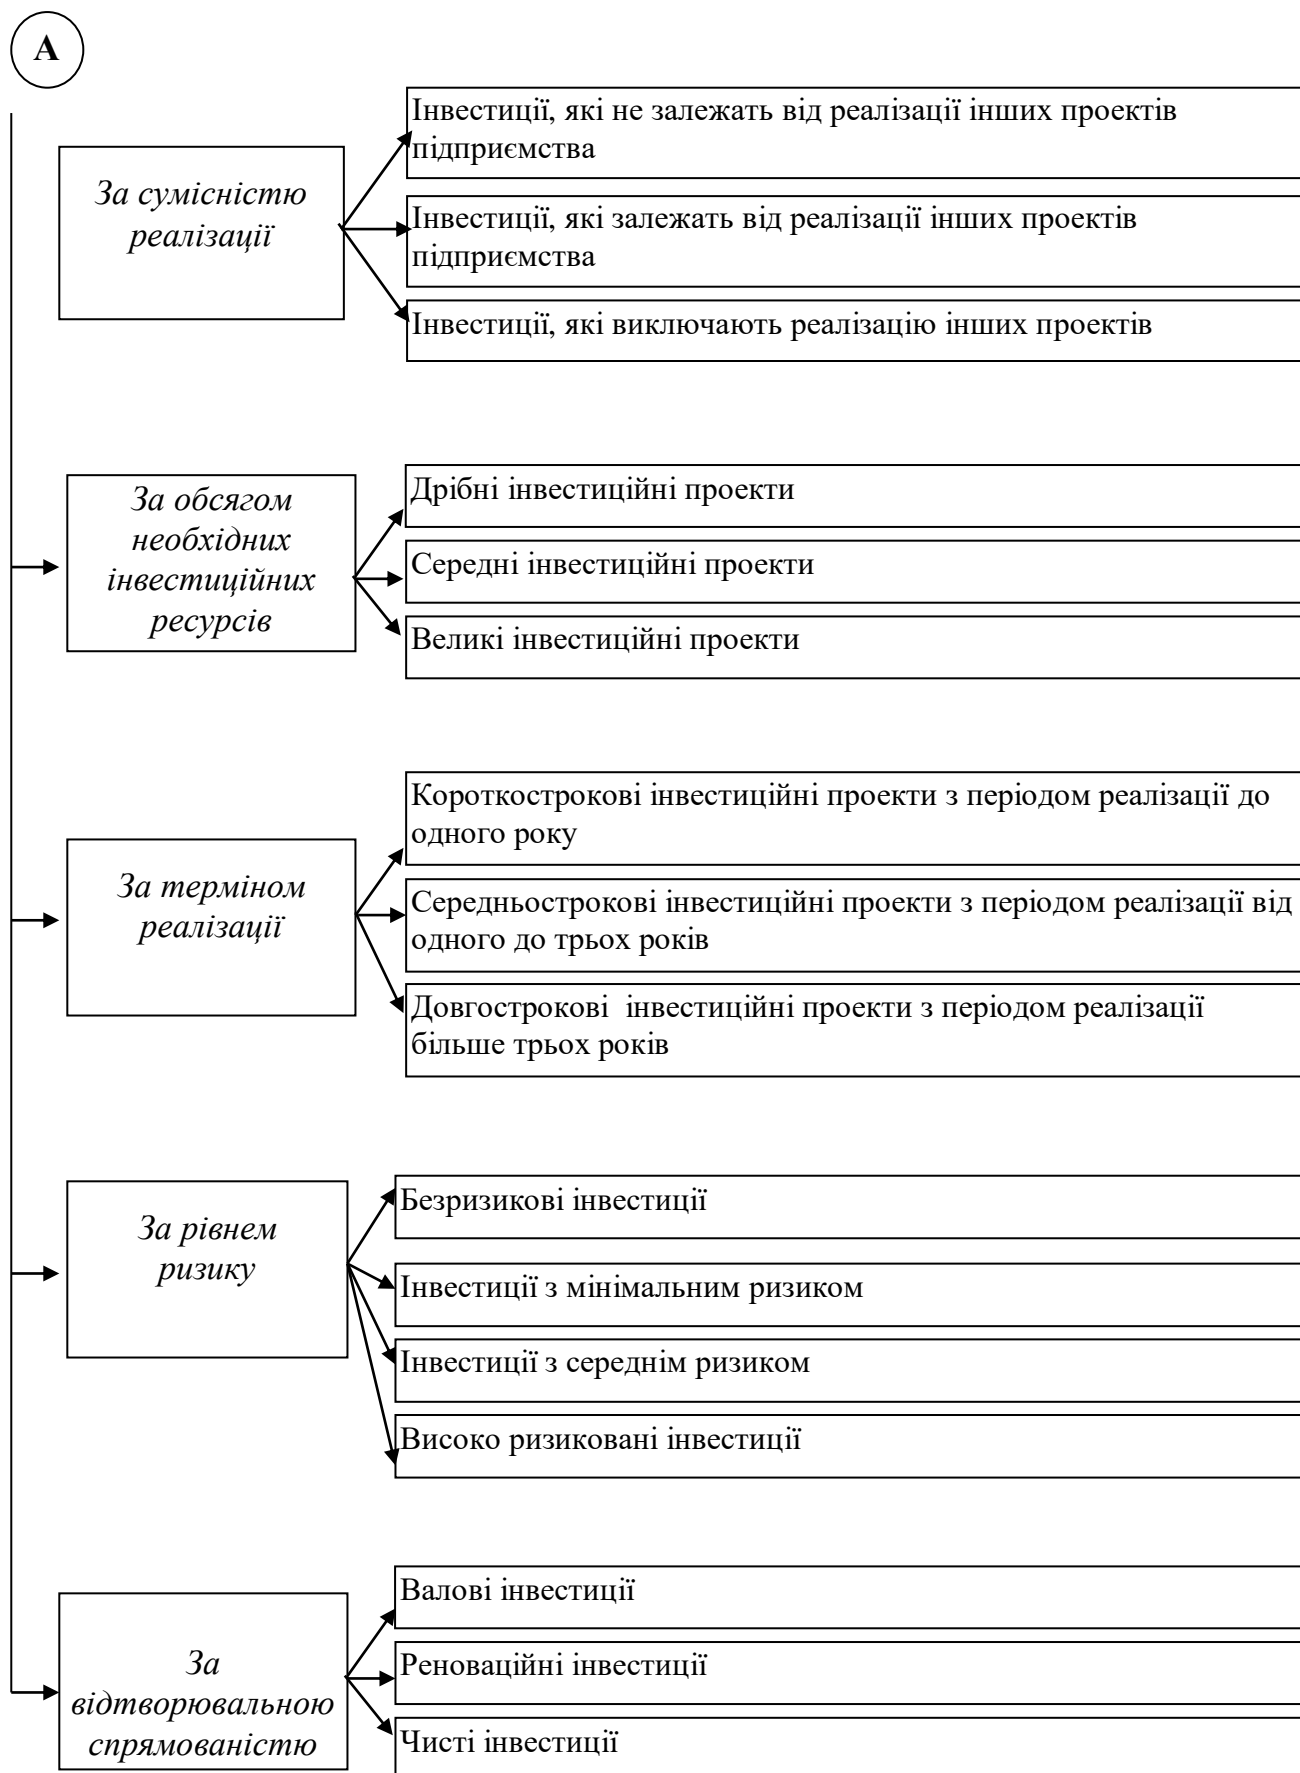 А
За сумісністю
реалізації
Інвестиції, які не залежать від реалізації інших проектів
підприємства
Інвестиції, які залежать від реалізації інших проектів
підприємства
Інвестиції, які виключають реалізацію інших проектів
За обсягом
необхідних
інвестиційних
ресурсів
Дрібні інвестиційні проекти
Середні інвестиційні проекти
Великі інвестиційні проекти
За терміном
реалізації
Короткострокові інвестиційні проекти з періодом реалізації до
одного року
Середньострокові інвестиційні проекти з періодом реалізації від
одного до трьох років
Довгострокові  інвестиційні проекти з періодом реалізації
більше трьох років
За рівнем
ризику
Безризикові інвестиції
Інвестиції з мінімальним ризиком
Інвестиції з середнім ризиком
Високо ризиковані інвестиції
За
відтворювальною
спрямованістю
Валові інвестиції
Реноваційні інвестиції
Чисті інвестиції